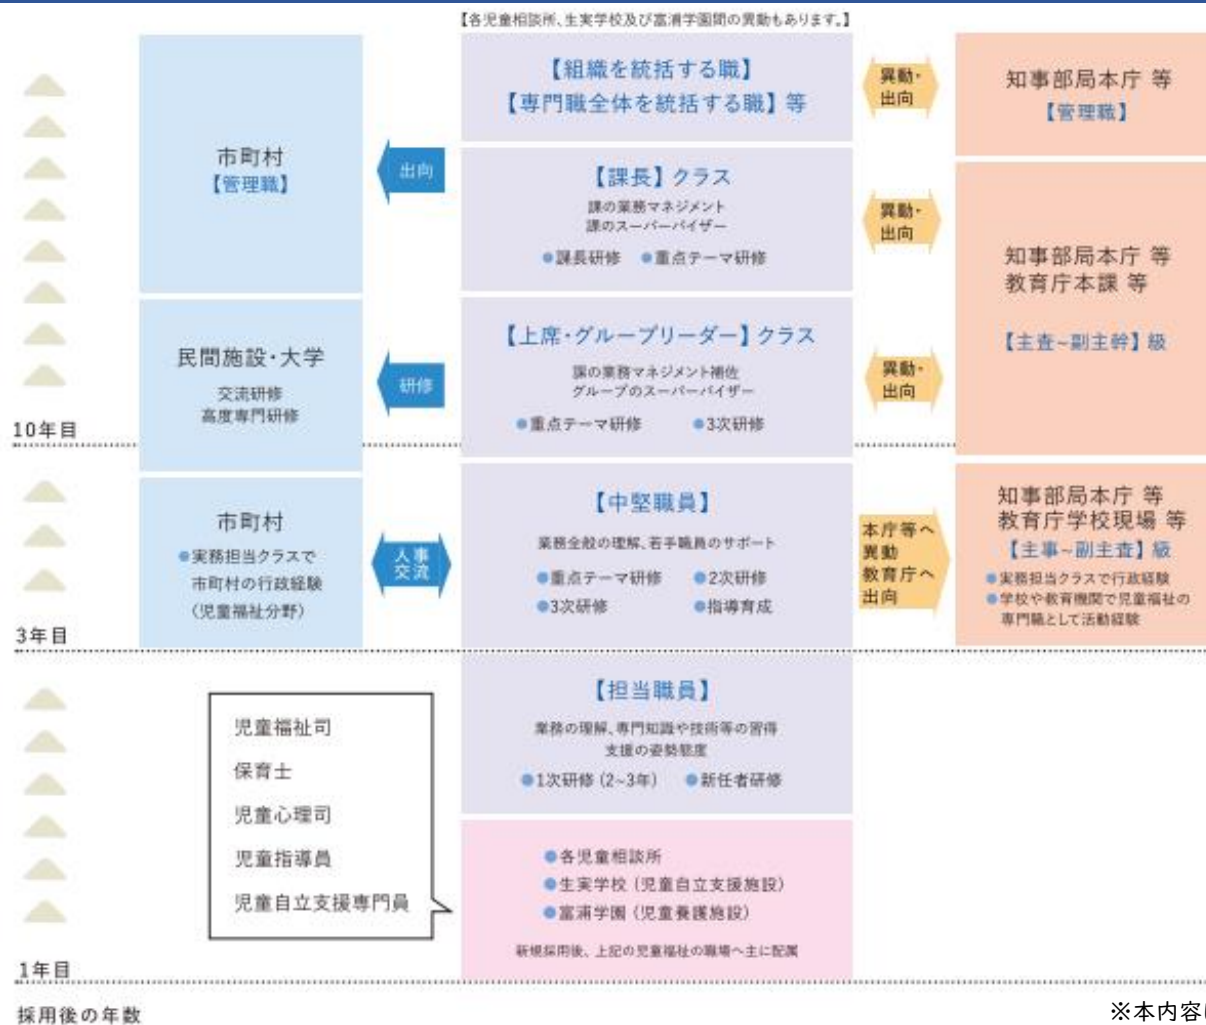 【各児童相談所、生実学校及び富浦学園間の異動もあります。】
【組織を統括する職】
【専門職全体を統括する職】等
異動・
出向
知事部局本庁 等
【管理職】
市町村
【管理職】
出向
【課長】クラス
課の業務マネジメント
課のスーパーバイザー
●課長研修 ●重点テーマ研修
異動・
出向
知事部局本庁 等
教育庁本課 等
【主査~副主幹】級
民間施設・大学
交流研修
高度専門研修
研修
【上席・グループリーダー】クラス
課の業務マネジメント補佐
グループのスーパーバイザー
●重点テーマ研修 ●3次研修
異動・
出向
10年目
市町村
●実務担当クラスで
市町村の行政経験
(児童福祉分野)
人事
交流
【中堅職員】
業務全般の理解、若手職員のサポート
●重点テーマ研修 ●2次研修
●3次研修 ●指導育成
本庁等へ
異動
教育庁へ
出向
知事部局本庁 等
教育庁学校現場 等
【主事~副主査】級
●実務担当クラスで行政経験
●学校や教育機関で児童福祉の
専門職として活動経験
3年目
【担当職員】
業務の理解、専門知識や技術等の習得
支援の姿勢態度
●1次研修(2~3年) ●新任者研修
児童福祉司
保育士
児童心理司
児童指導員
児童自立支援専門員
●各児童相談所
●生実学校(児童自立支援施設)
●富浦学園(児童養護施設)
新規採用後、上記の児童福祉の職場へ主に配属
1年目
採用後の年数
※本内容